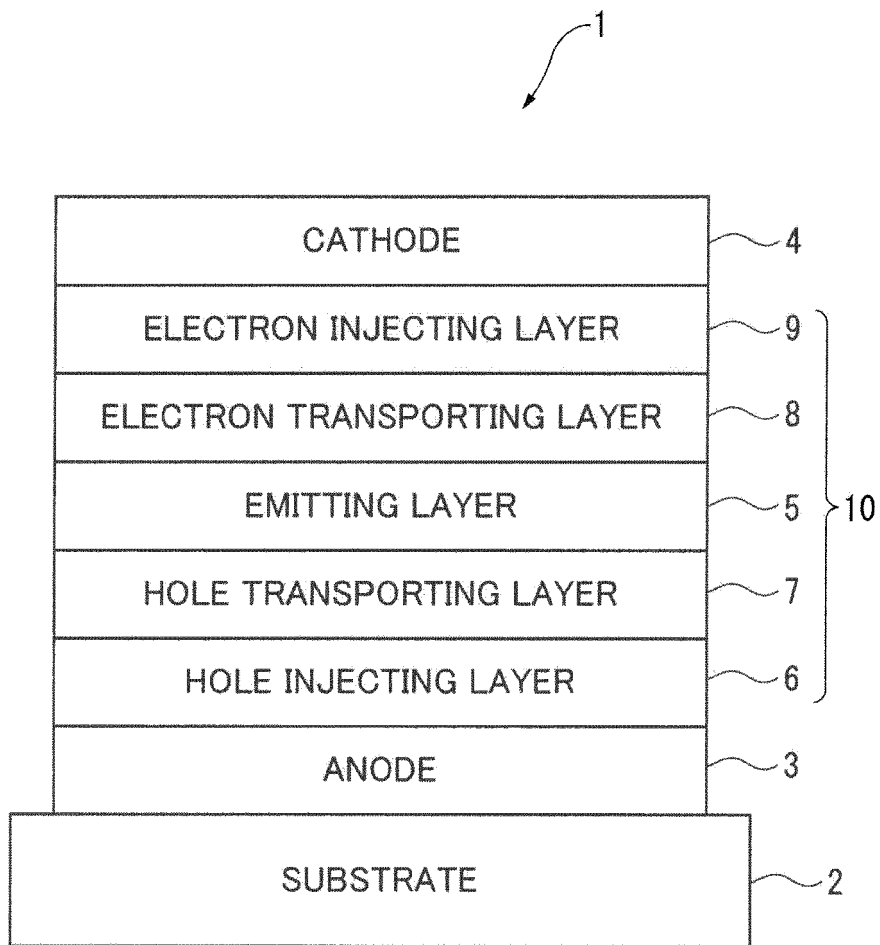 1
CATHODE 4
ELECTRON INJECTING LAYER 9
ELECTRON TRANSPORTING LAYER 8
EMITTING LAYER 5 10
HOLE TRANSPORTING LAYER 7
HOLE INJECTING LAYER 6
ANODE 3
SUBSTRATE 2